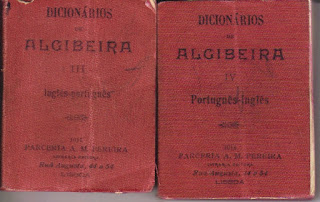 DICIONÁRIOS
DE
ALGIBEIRA
III
Inglês-português
PARCERIA A. M. PEREIRA
Rua Augusta, 44 a 54
LISBOA
DICIONÁRIOS
DE
ALGIBEIRA
IV
Português-inglês
PARCERIA A. M. PEREIRA
Rua Augusta, 44 a 54
LISBOA